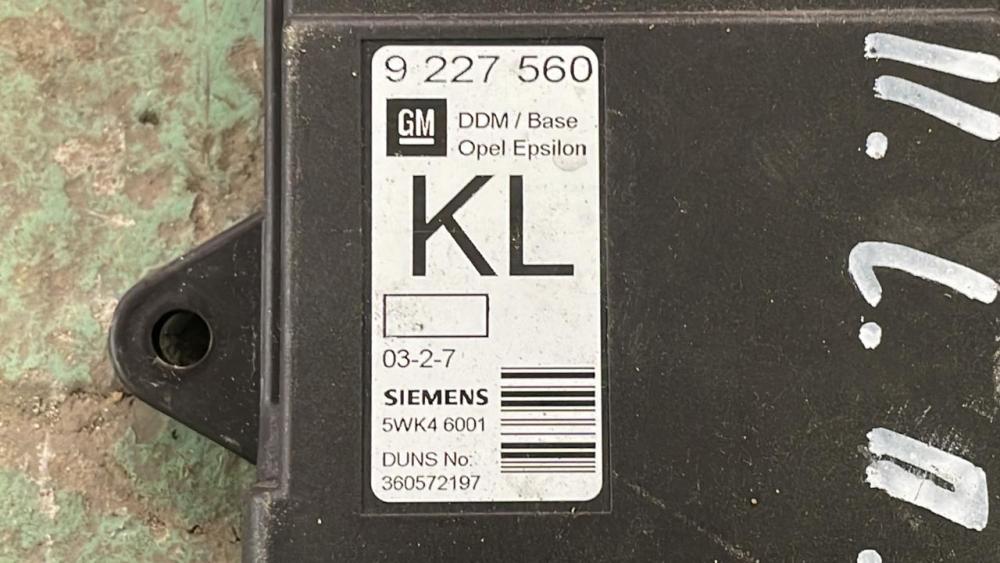 9 227 560
GM
DDM / Base
Opel Epsilon
KL
03-2-7
SIEMENS
5WK4 6001
DUNS No:
360572197